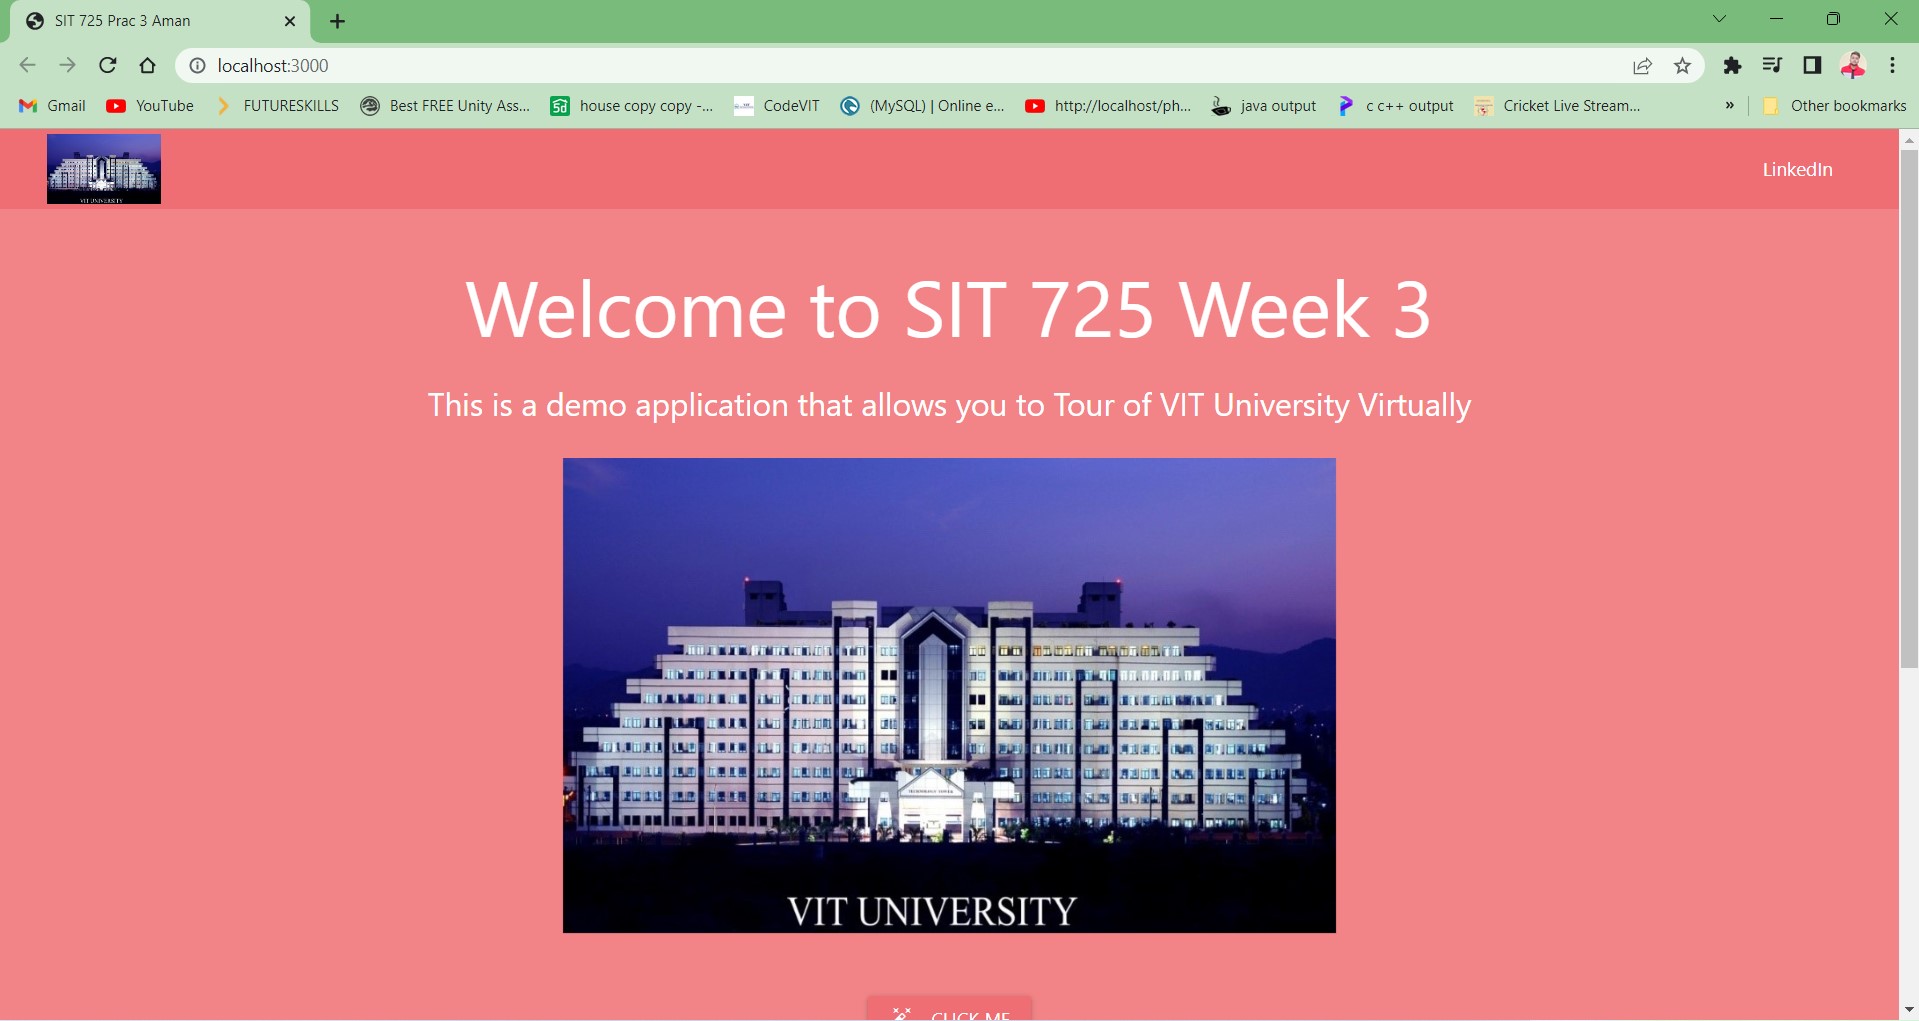 SIT 725 Prac 3 Aman
localhost:3000
Gmail YouTube FUTURESKILLS Best FREE Unity Ass... house copy copy -... CodeVIT (MySQL) | Online e... http://localhost/ph... java output c c++ output Cricket Live Stream... » Other bookmarks
VIT UNIVERSITY
LinkedIn
Welcome to SIT 725 Week 3
This is a demo application that allows you to Tour of VIT University Virtually
TECHNOLOGY TOWER
VIT UNIVERSITY
CLICK ME